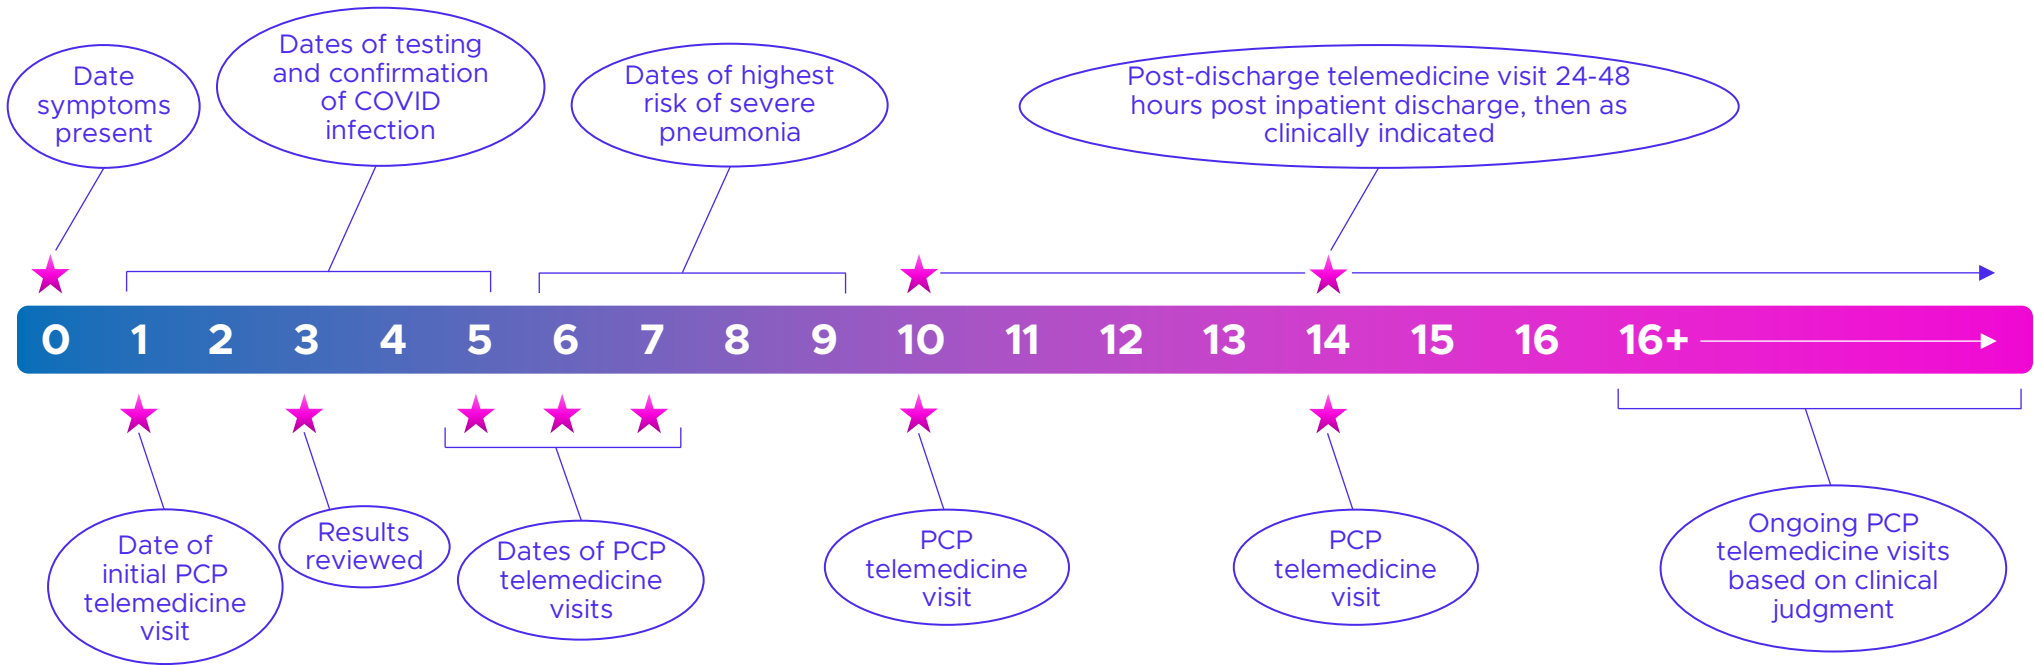 Date
symptoms
present
Dates of testing
and confirmation
of COVID
infection
Dates of highest
risk of severe
pneumonia
Post-discharge telemedicine visit 24-48
hours post inpatient discharge, then as
clinically indicated
0 1 2 3 4 5 6 7 8 9 10 11 12 13 14 15 16 16+
Date of
initial PCP
telemedicine
visit
Results
reviewed
Dates of PCP
telemedicine
visits
PCP
telemedicine
visit
PCP
telemedicine
visit
Ongoing PCP
telemedicine visits
based on clinical
judgment